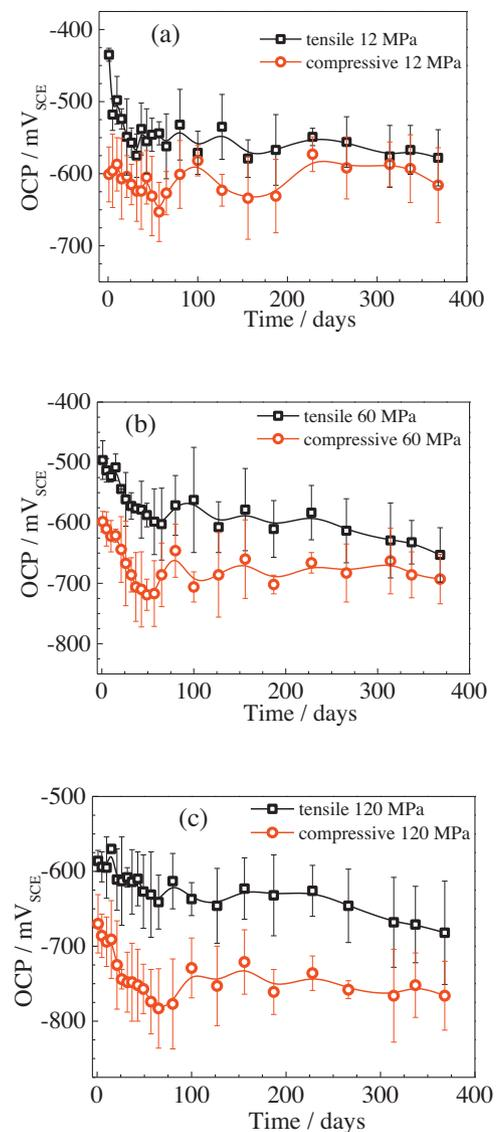 (a)
tensile 12 MPa
compressive 12 MPa
-400
-500
-600
-700
OCP / mV_SCE
0 100 200 300 400
Time / days
(b)
tensile 60 MPa
compressive 60 MPa
-400
-500
-600
-700
-800
OCP / mV_SCE
0 100 200 300 400
Time / days
(c)
tensile 120 MPa
compressive 120 MPa
-500
-600
-700
-800
OCP / mV_SCE
0 100 200 300 400
Time / days